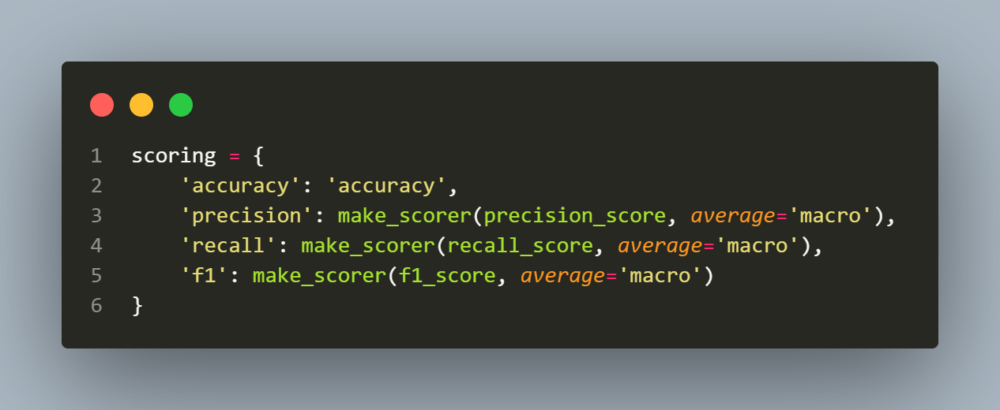 1 scoring = {
2     'accuracy': 'accuracy',
3     'precision': make_scorer(precision_score, average='macro'),
4     'recall': make_scorer(recall_score, average='macro'),
5     'f1': make_scorer(f1_score, average='macro')
6 }